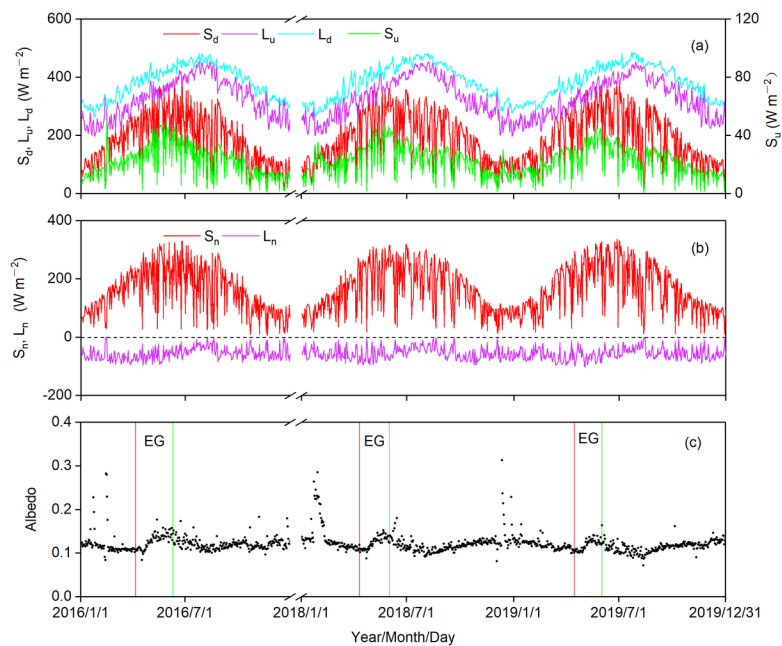 600
400
200
0
S_d, L_u, L_d (W m⁻²)
S_d L_u L_d S_u
(a)
120
80
40
0
S_u (W m⁻²)
400
200
0
-200
S_n, L_n (W m⁻²)
S_n L_n
(b)
0.4
0.3
0.2
0.1
0.0
Albedo
EG EG EG
(c)
2016/1/1 2016/7/1 2018/1/1 2018/7/1 2019/1/1 2019/7/1 2019/12/31
Year/Month/Day